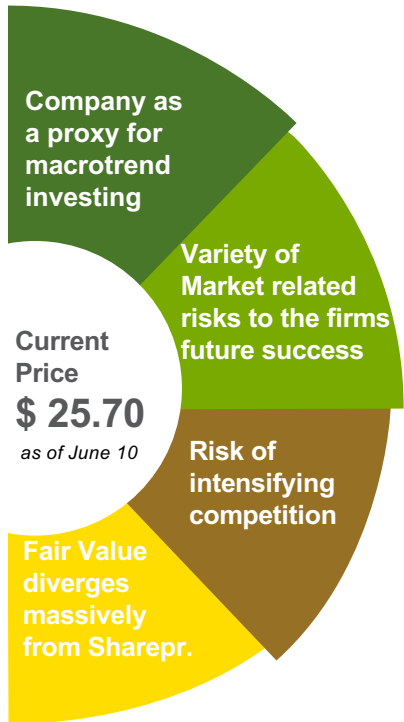 Company as
a proxy for
macrotrend
investing
Variety of
Market related
risks to the firms
future success
Current
Price
$ 25.70
as of June 10
Risk of
intensifying
competition
Fair Value
diverges
massively
from Sharepr.